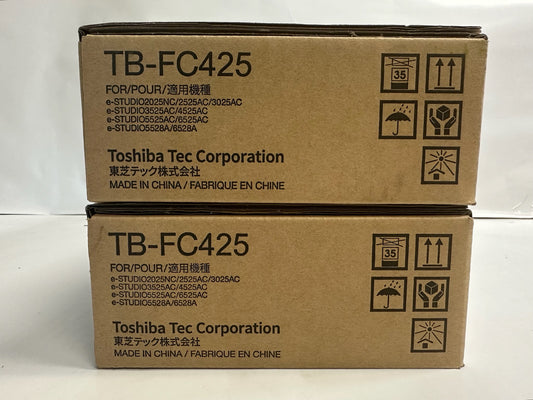 TB-FC425
FOR/POUR/適用機種
e-STUDIO2025NC/2525AC/3025AC
e-STUDIO3525AC/4525AC
e-STUDIO5525AC/6525AC
e-STUDIO5528A/6528A
Toshiba Tec Corporation
東芝テック株式会社
MADE IN CHINA / FABRIQUE EN CHINE
35
TB-FC425
FOR/POUR/適用機種
e-STUDIO2025NC/2525AC/3025AC
e-STUDIO3525AC/4525AC
e-STUDIO5525AC/6525AC
e-STUDIO5528A/6528A
Toshiba Tec Corporation
東芝テック株式会社
MADE IN CHINA / FABRIQUE EN CHINE
35